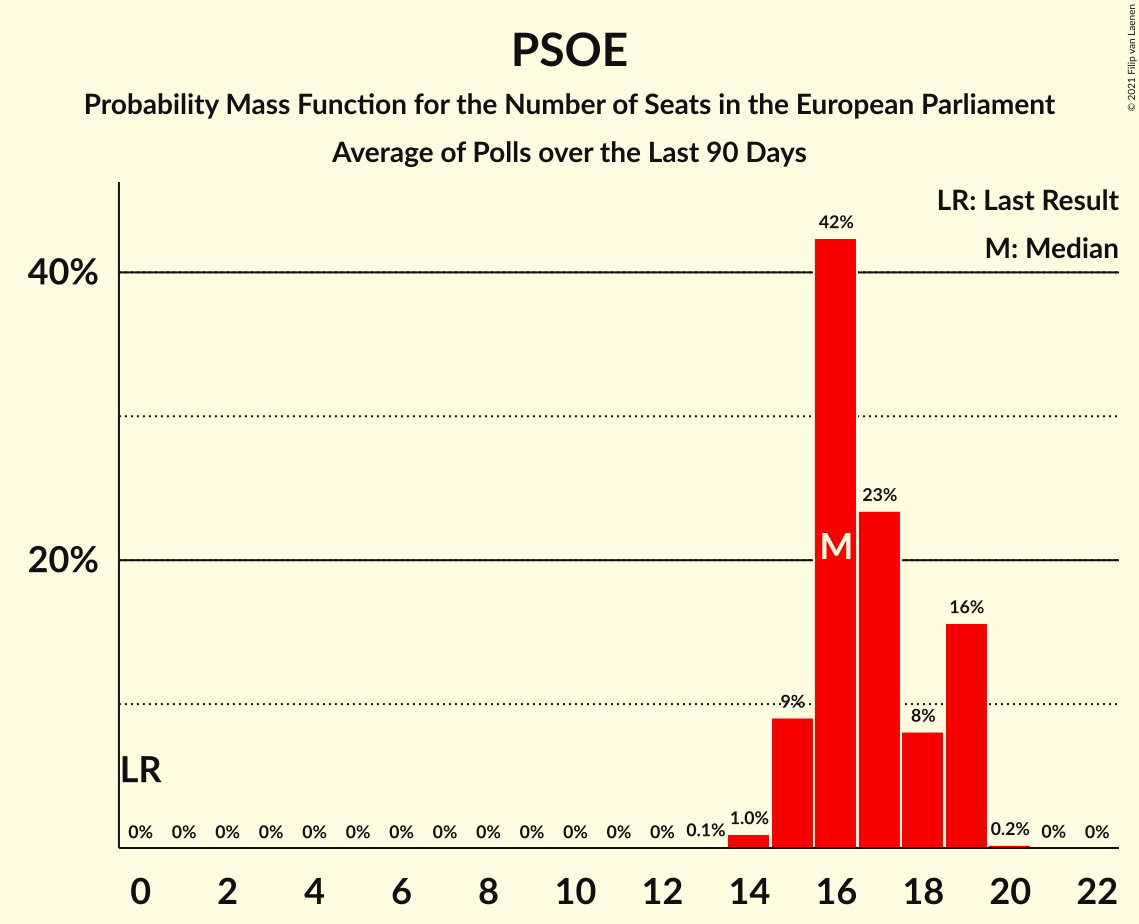 PSOE
Probability Mass Function for the Number of Seats in the European Parliament
Average of Polls over the Last 90 Days
© 2021 Filip van Laenen
LR: Last Result
M: Median
42%
40%
23%
M
20%
16%
9%
8%
LR
0% 0% 0% 0% 0% 0% 0% 0% 0% 0% 0% 0% 0% 0.1% 1.0% 0.2% 0% 0%
0 2 4 6 8 10 12 14 16 18 20 22